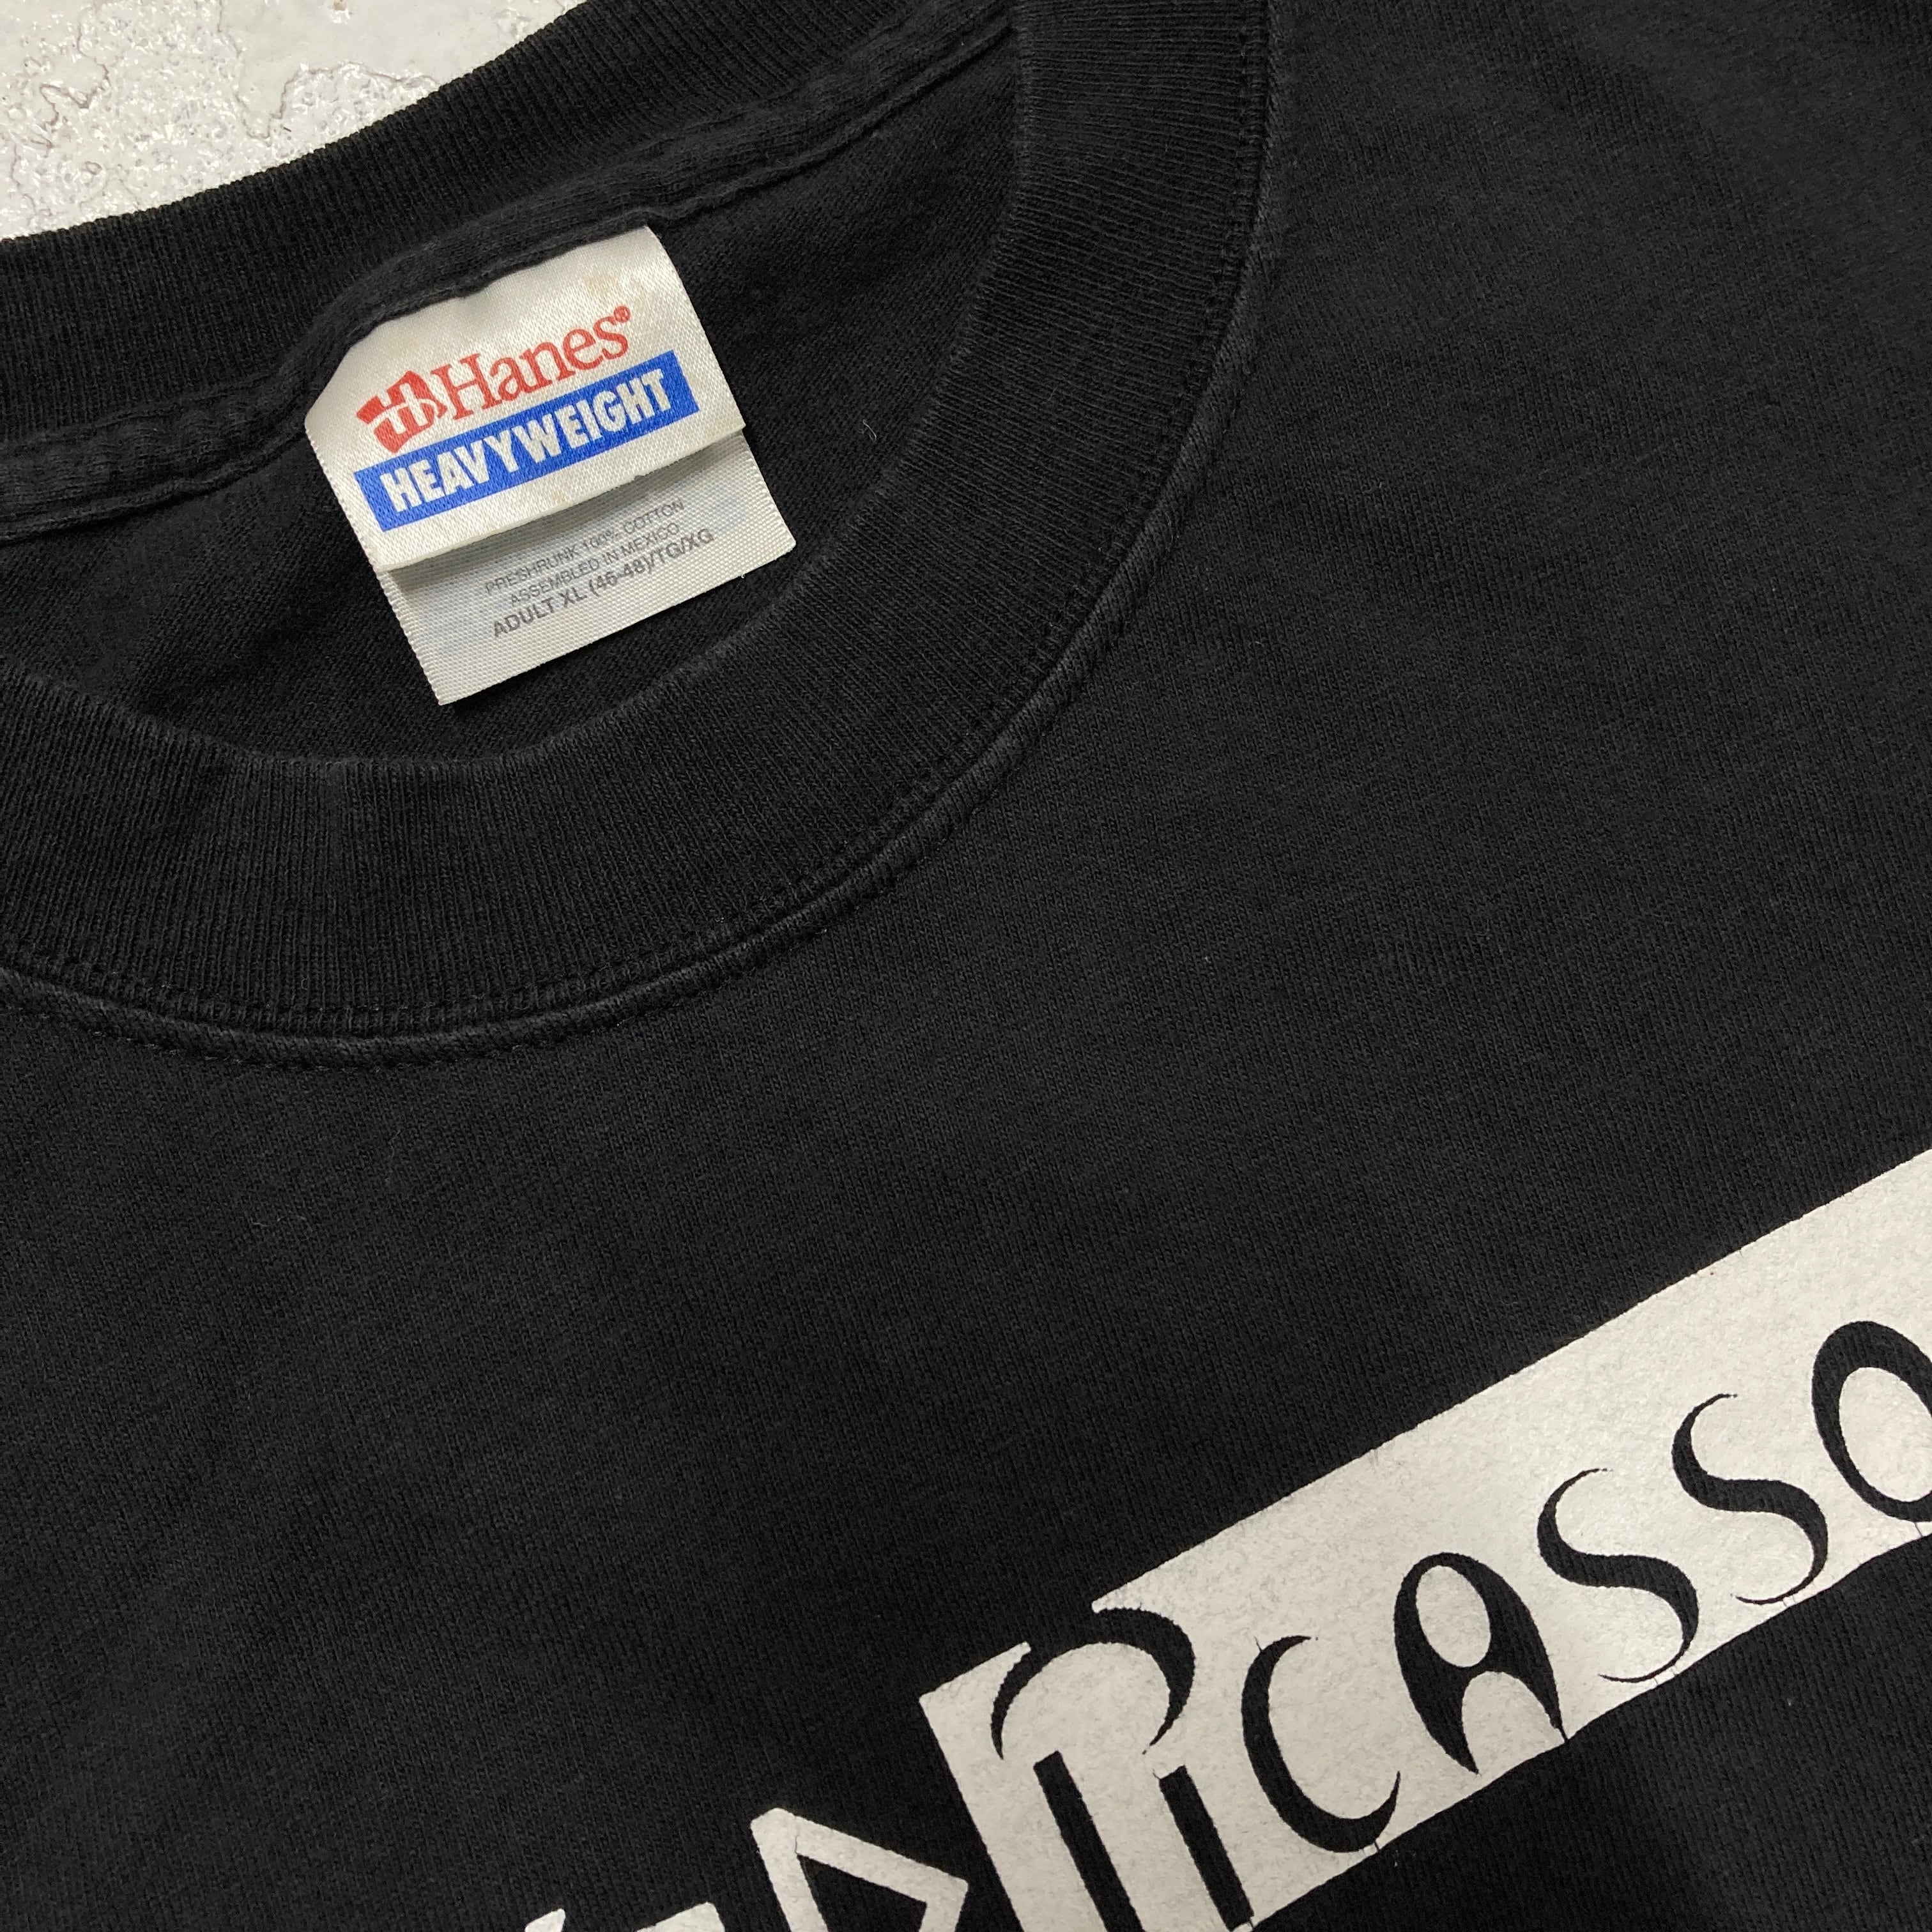 Hanes®
HEAVYWEIGHT
PRESHRUNK 100% COTTON
ASSEMBLED IN MEXICO
ADULT XL (46-48)/TG/XG
PICASSO